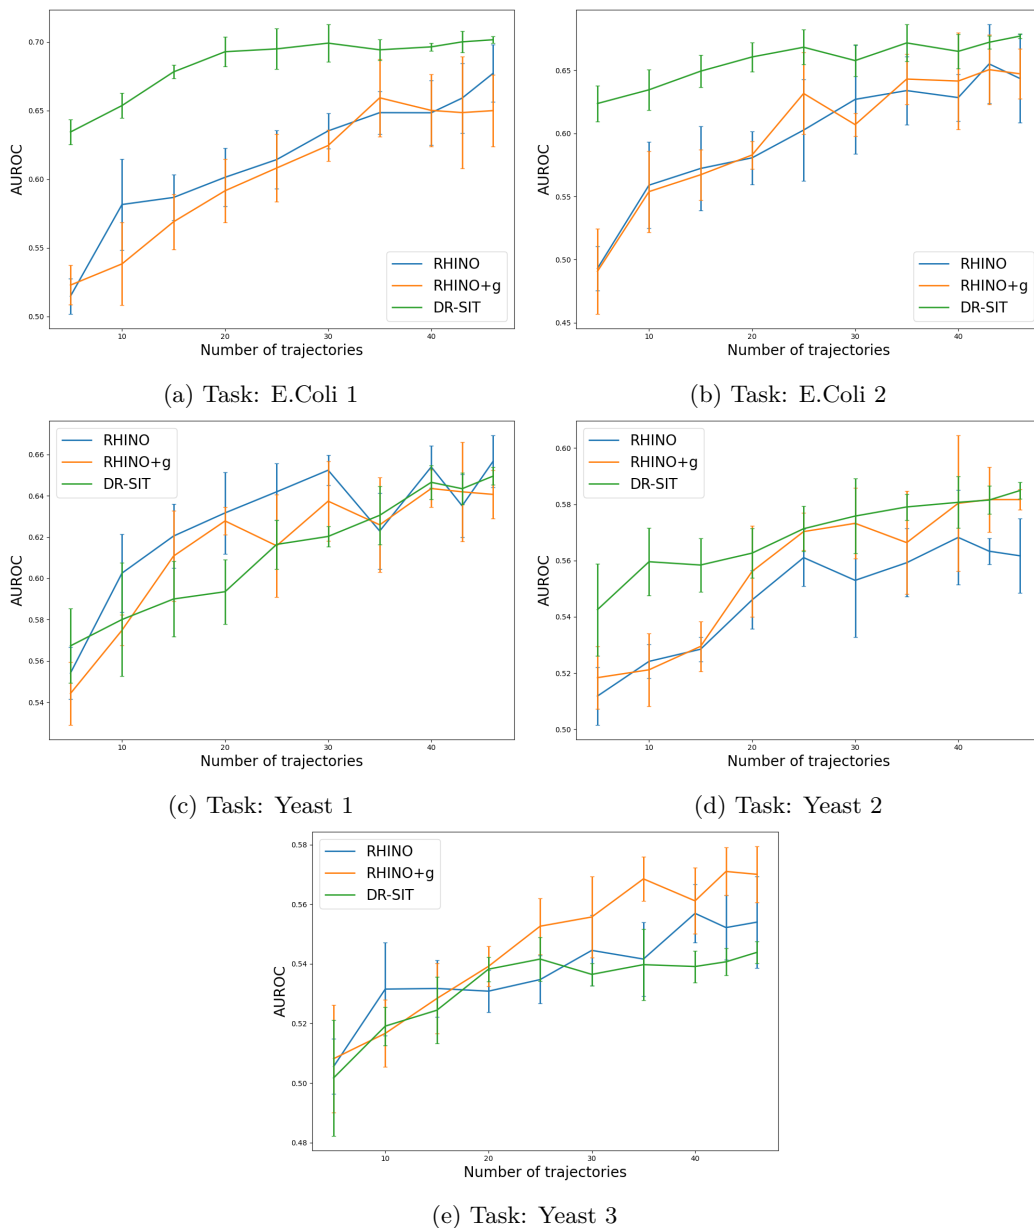 0.70
0.65
0.60
0.55
0.50
AUROC
RHINO
RHINO+g
DR-SIT
10 20 30 40
Number of trajectories
(a) Task: E.Coli 1
0.65
0.60
0.55
0.50
0.45
AUROC
RHINO
RHINO+g
DR-SIT
10 20 30 40
Number of trajectories
(b) Task: E.Coli 2
RHINO
RHINO+g
DR-SIT
0.66
0.64
0.62
0.60
0.58
0.56
0.54
AUROC
10 20 30 40
Number of trajectories
(c) Task: Yeast 1
RHINO
RHINO+g
DR-SIT
0.60
0.58
0.56
0.54
0.52
0.50
AUROC
10 20 30 40
Number of trajectories
(d) Task: Yeast 2
RHINO
RHINO+g
DR-SIT
0.58
0.56
0.54
0.52
0.50
0.48
AUROC
10 20 30 40
Number of trajectories
(e) Task: Yeast 3